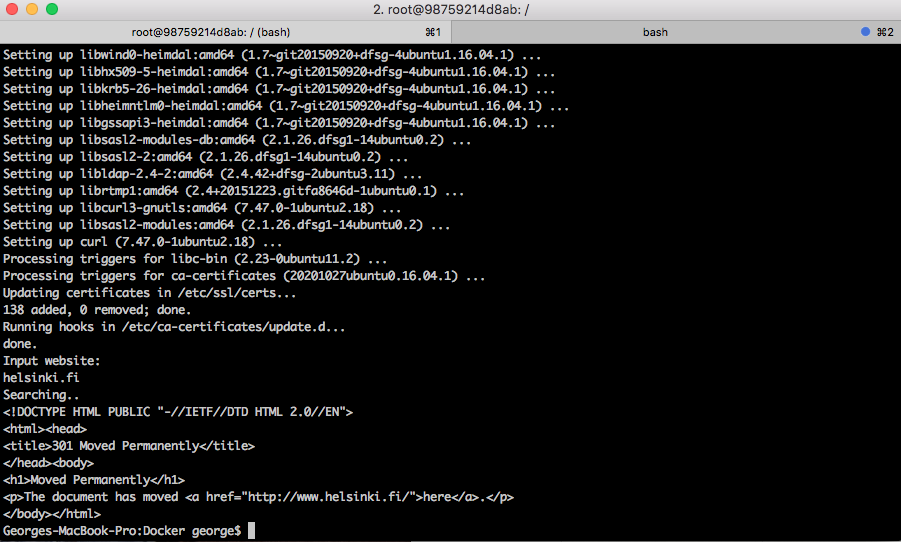 2. root@98759214d8ab: /
root@98759214d8ab: / (bash) ⌘1 bash ⌘2
Setting up libwind0-heimdal:amd64 (1.7~git20150920+dfsg-4ubuntu1.16.04.1) ...
Setting up libhx509-5-heimdal:amd64 (1.7~git20150920+dfsg-4ubuntu1.16.04.1) ...
Setting up libkrb5-26-heimdal:amd64 (1.7~git20150920+dfsg-4ubuntu1.16.04.1) ...
Setting up libheimntlm0-heimdal:amd64 (1.7~git20150920+dfsg-4ubuntu1.16.04.1) ...
Setting up libgssapi3-heimdal:amd64 (1.7~git20150920+dfsg-4ubuntu1.16.04.1) ...
Setting up libsasl2-modules-db:amd64 (2.1.26.dfsg1-14ubuntu0.2) ...
Setting up libsasl2-2:amd64 (2.1.26.dfsg1-14ubuntu0.2) ...
Setting up libldap-2.4-2:amd64 (2.4.42+dfsg-2ubuntu3.11) ...
Setting up librtmp1:amd64 (2.4+20151223.gitfa8646d-1ubuntu0.1) ...
Setting up libcurl3-gnutls:amd64 (7.47.0-1ubuntu2.18) ...
Setting up libsasl2-modules:amd64 (2.1.26.dfsg1-14ubuntu0.2) ...
Setting up curl (7.47.0-1ubuntu2.18) ...
Processing triggers for libc-bin (2.23-0ubuntu11.2) ...
Processing triggers for ca-certificates (20201027ubuntu0.16.04.1) ...
Updating certificates in /etc/ssl/certs...
138 added, 0 removed; done.
Running hooks in /etc/ca-certificates/update.d...
done.
Input website:
helsinki.fi
Searching..
<!DOCTYPE HTML PUBLIC "-//IETF//DTD HTML 2.0//EN">
<html><head>
<title>301 Moved Permanently</title>
</head><body>
<h1>Moved Permanently</h1>
<p>The document has moved <a href="http://www.helsinki.fi/">here</a>.</p>
</body></html>
Georges-MacBook-Pro:Docker george$